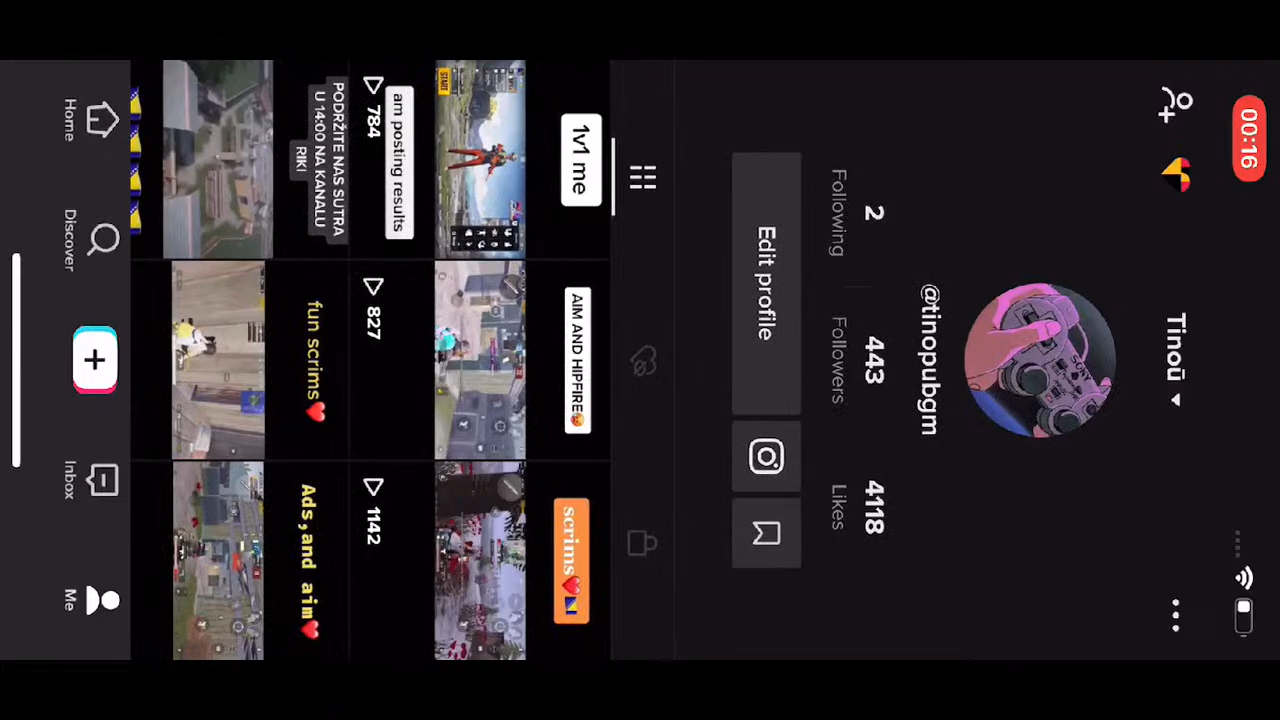 00:16
Tinoū
@tinopubgm
2
Following
443
Followers
4118
Likes
Edit profile
1v1 me
START
am posting results
784
AIM AND HIPFIRE
827
scrims
1142
PODRŽITE NAS SUTRA
U 14:00 NA KANALU
RIKI
fun scrims
Ads,and aim
Home
Discover
Inbox
Me
SONY